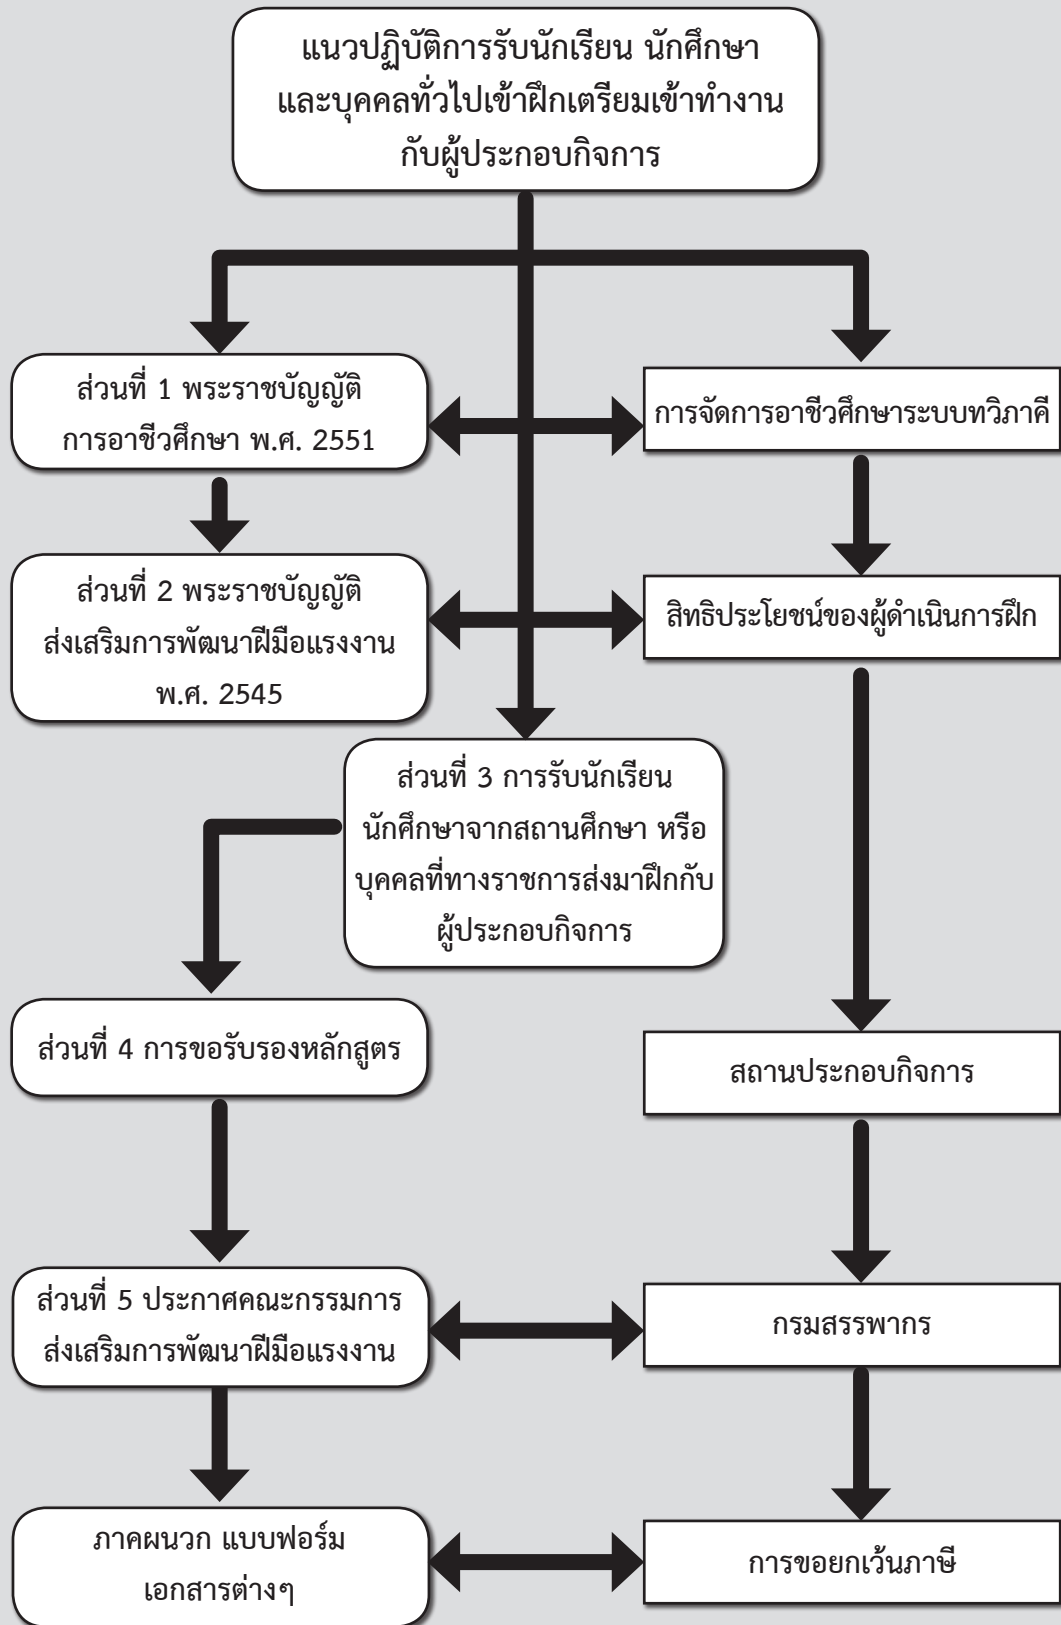 แนวปฏิบัติการรับนักเรียน นักศึกษา
และบุคคลทั่วไปเข้าฝึกเตรียมเข้าทำงาน
กับผู้ประกอบกิจการ
ส่วนที่ 1 พระราชบัญญัติ
การอาชีวศึกษา พ.ศ. 2551
การจัดการอาชีวศึกษาระบบทวิภาคี
ส่วนที่ 2 พระราชบัญญัติ
ส่งเสริมการพัฒนาฝีมือแรงงาน
พ.ศ. 2545
สิทธิประโยชน์ของผู้ดำเนินการฝึก
ส่วนที่ 3 การรับนักเรียน
นักศึกษาจากสถานศึกษา หรือ
บุคคลที่ทางราชการส่งมาฝึกกับ
ผู้ประกอบกิจการ
ส่วนที่ 4 การขอรับรองหลักสูตร
สถานประกอบกิจการ
ส่วนที่ 5 ประกาศคณะกรรมการ
ส่งเสริมการพัฒนาฝีมือแรงงาน
กรมสรรพากร
ภาคผนวก แบบฟอร์ม
เอกสารต่างๆ
การขอยกเว้นภาษี